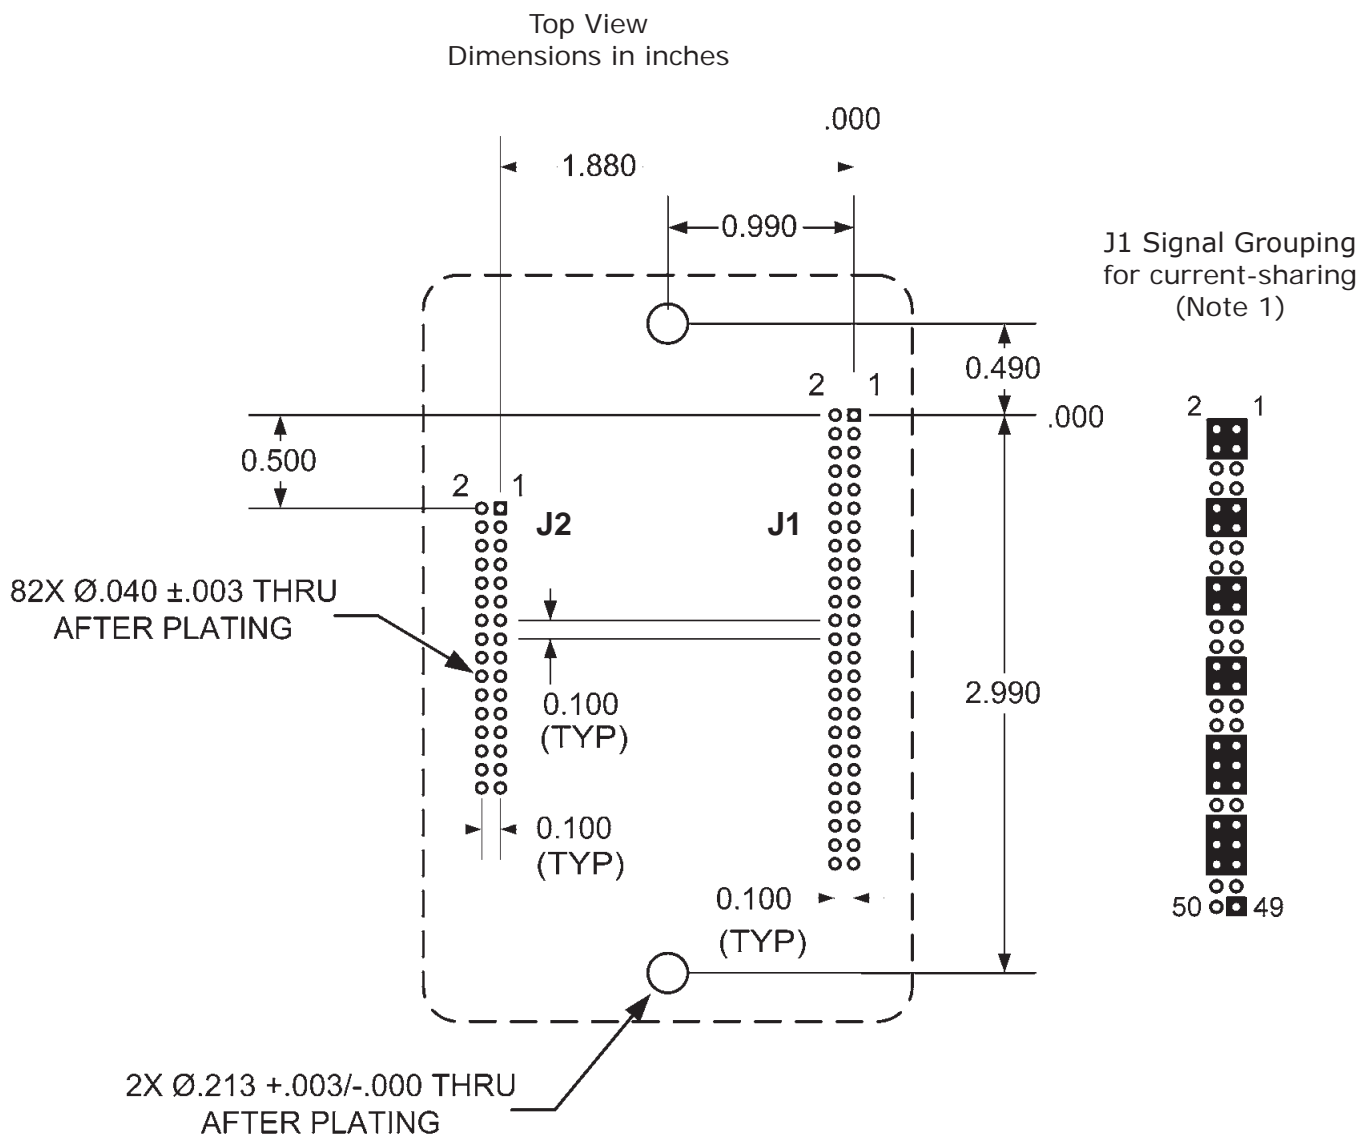 Top View
Dimensions in inches
.000
1.880
0.990
J1 Signal Grouping
for current-sharing
(Note 1)
0.490
2 1
.000
2 1
0.500
2 1
J2
J1
82X Ø.040 ±.003 THRU
AFTER PLATING
0.100
(TYP)
2.990
0.100
(TYP)
0.100
(TYP)
50 49
2X Ø.213 +.003/-.000 THRU
AFTER PLATING